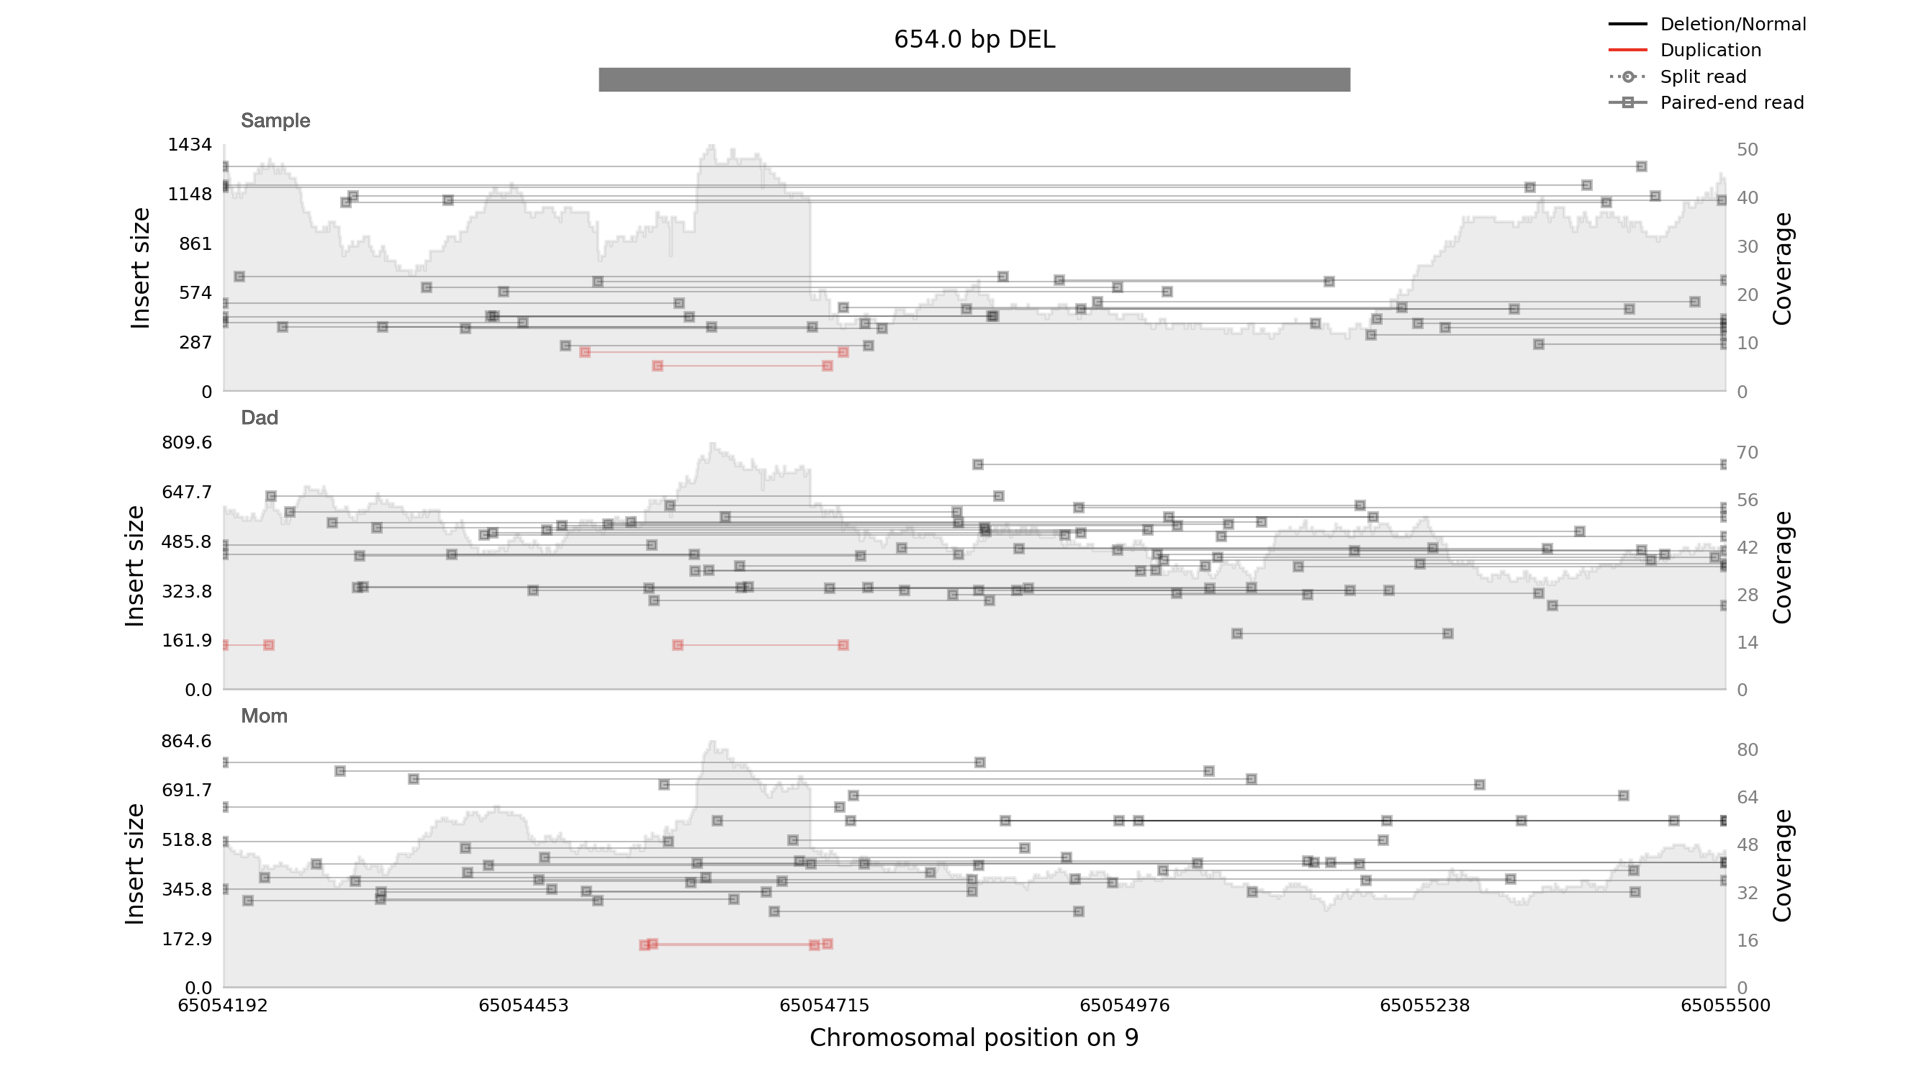 654.0 bp DEL
Deletion/Normal
Duplication
Split read
Paired-end read
Sample
1434
1148
861
574
287
0
Insert size
50
40
30
20
10
0
Coverage
Dad
809.6
647.7
485.8
323.8
161.9
0.0
Insert size
70
56
42
28
14
0
Coverage
Mom
864.6
691.7
518.8
345.8
172.9
0.0
Insert size
80
64
48
32
16
0
Coverage
65054192 65054453 65054715 65054976 65055238 65055500
Chromosomal position on 9